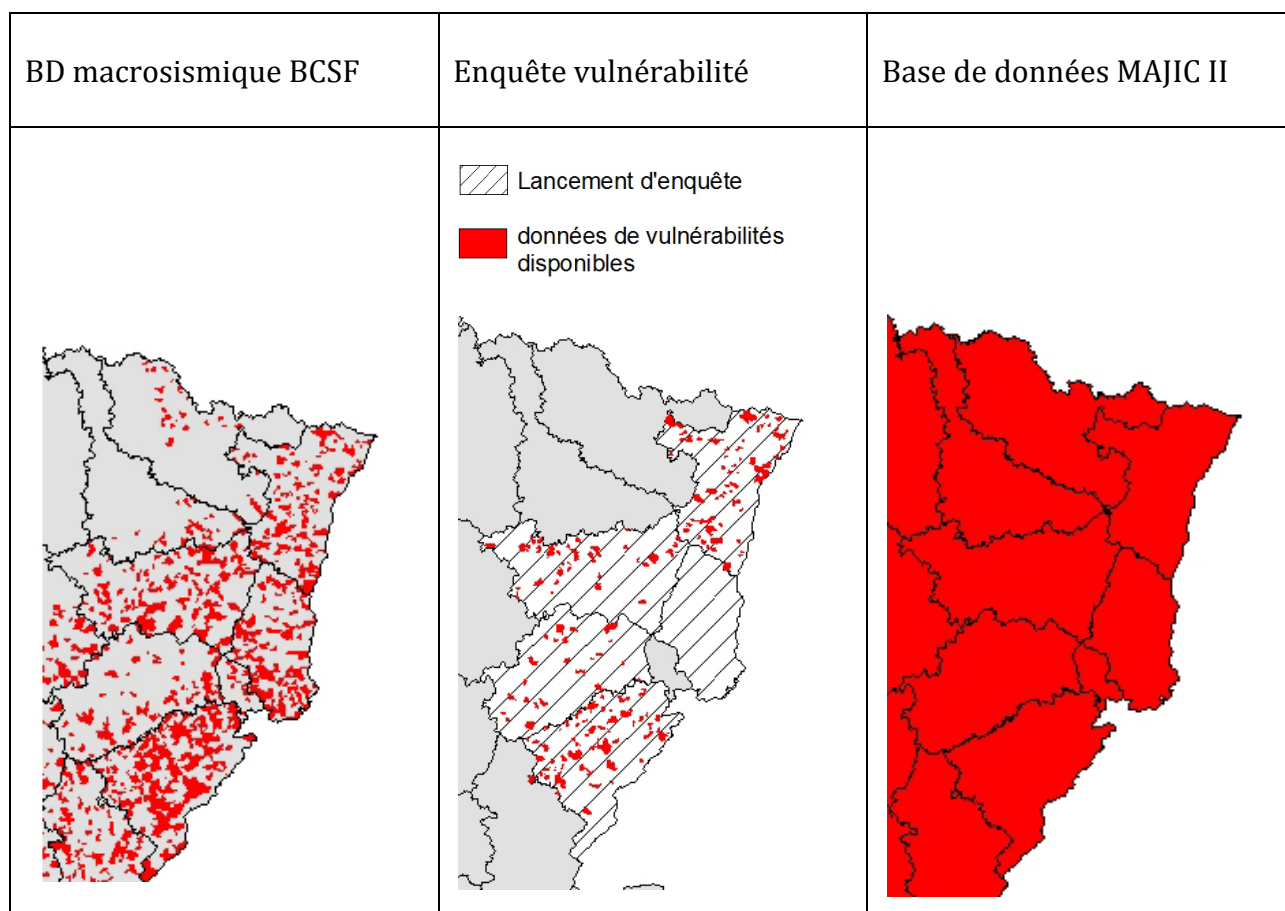 BD macrosismique BCSF
Enquête vulnérabilité
Base de données MAJIC II
Lancement d'enquête
données de vulnérabilités
disponibles